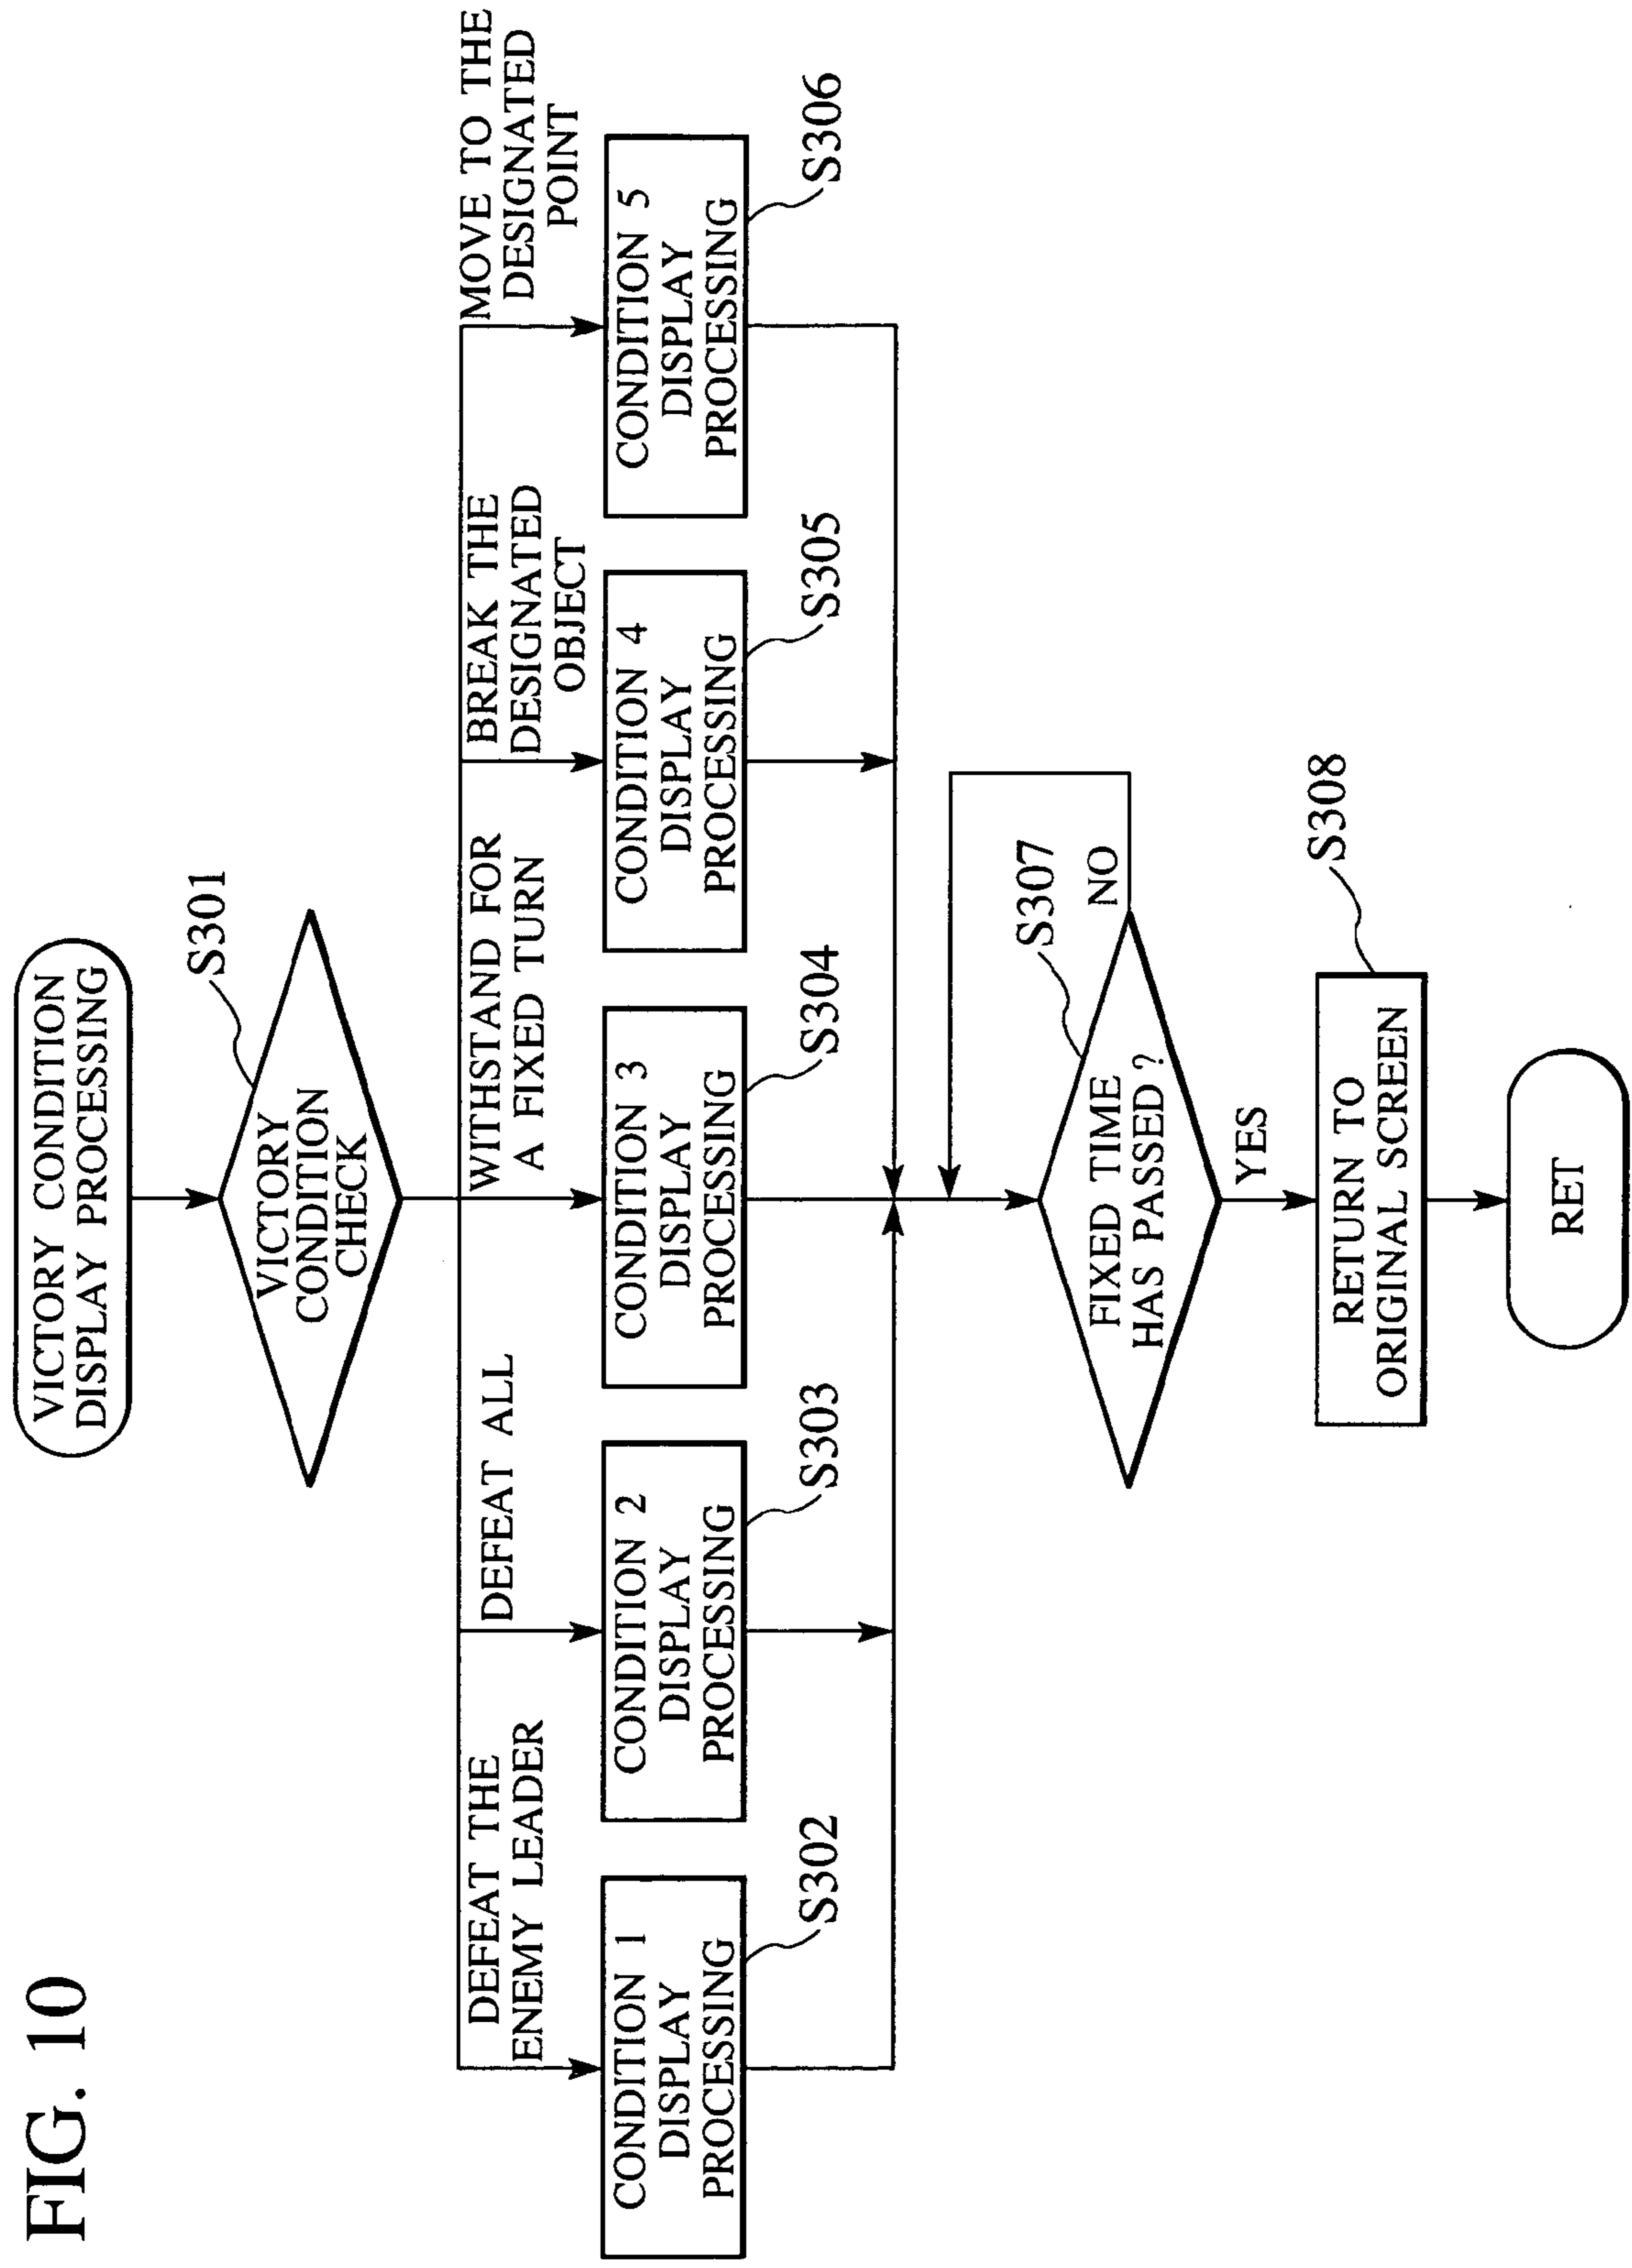 FIG. 10
VICTORY CONDITION
DISPLAY PROCESSING
S301
VICTORY
CONDITION
CHECK
DEFEAT THE
ENEMY LEADER
DEFEAT ALL
WITHSTAND FOR
A FIXED TURN
BREAK THE
DESIGNATED
OBJECT
MOVE TO THE
DESIGNATED
POINT
CONDITION 1
DISPLAY
PROCESSING
S302
CONDITION 2
DISPLAY
PROCESSING
S303
CONDITION 3
DISPLAY
PROCESSING
S304
CONDITION 4
DISPLAY
PROCESSING
S305
CONDITION 5
DISPLAY
PROCESSING
S306
S307
FIXED TIME
HAS PASSED ?
NO
YES
S308
RETURN TO
ORIGINAL SCREEN
RET